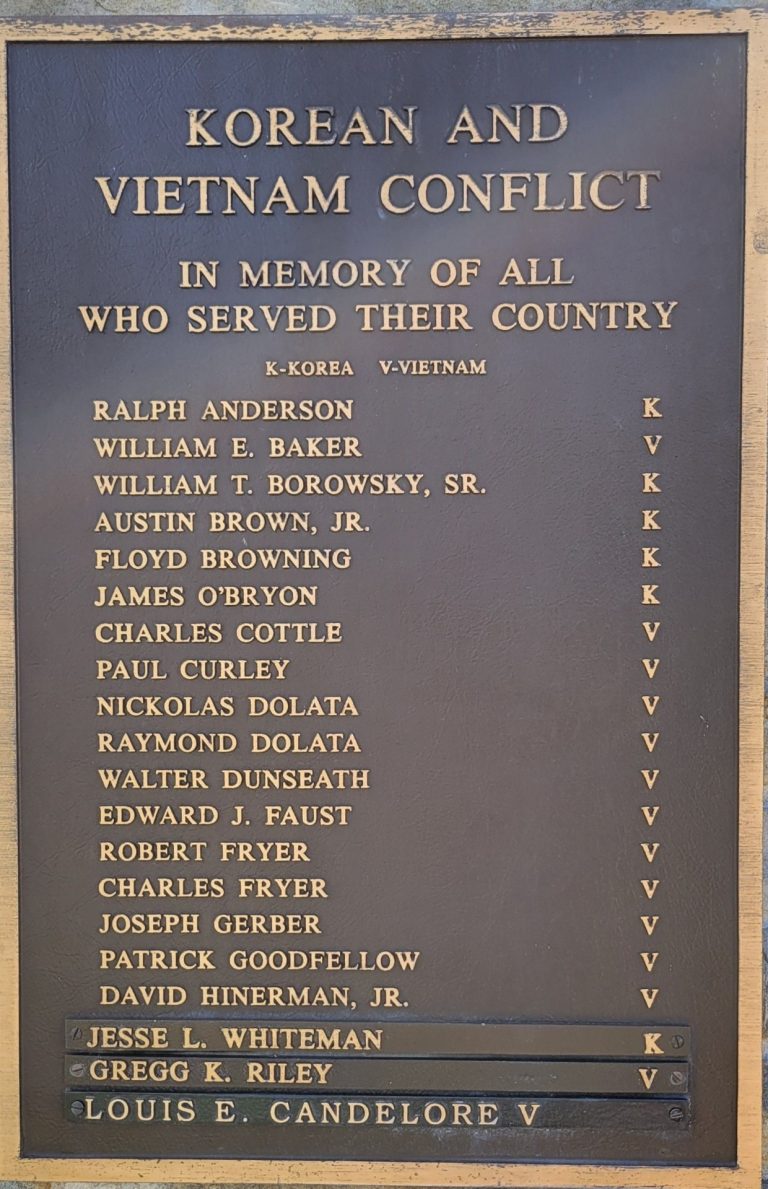 KOREAN AND
VIETNAM CONFLICT
IN MEMORY OF ALL
WHO SERVED THEIR COUNTRY
K-KOREA V-VIETNAM
RALPH ANDERSON K
WILLIAM E. BAKER V
WILLIAM T. BOROWSKY, SR. K
AUSTIN BROWN, JR. K
FLOYD BROWNING K
JAMES O'BRYON K
CHARLES COTTLE V
PAUL CURLEY V
NICKOLAS DOLATA V
RAYMOND DOLATA V
WALTER DUNSEATH V
EDWARD J. FAUST V
ROBERT FRYER V
CHARLES FRYER V
JOSEPH GERBER V
PATRICK GOODFELLOW V
DAVID HINERMAN, JR. V
JESSE L. WHITEMAN K
GREGG K. RILEY V
LOUIS E. CANDELORE V